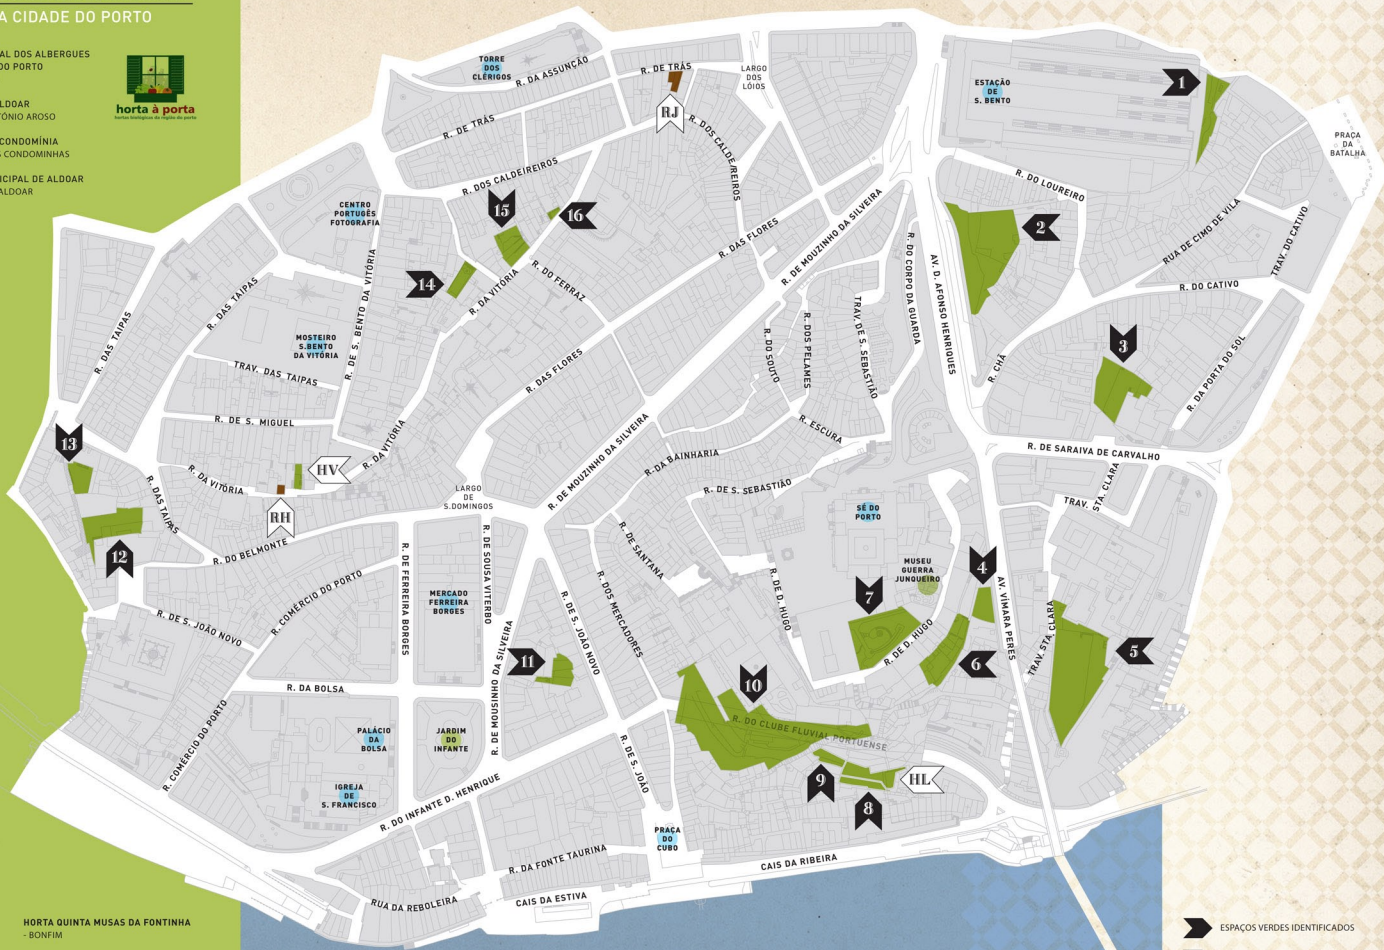 A CIDADE DO PORTO
AL DOS ALBERGUES
DO PORTO
LDOAR
TÓNIO AROSO
CONDOMÍNIA
S CONDOMINHAS
ICIPAL DE ALDOAR
ALDOAR
horta à porta
hortas biológicas da região do porto
TORRE
DOS
CLÉRIGOS
R. DA ASSUNÇÃO
R. DE TRÁS
LARGO
DOS
LÓIOS
RJ
R. DE TRÁS
R. DOS CALDEIREIROS
R. DOS CALDEIREIROS
ESTAÇÃO
DE
S. BENTO
1
PRAÇA
DA
BATALHA
R. DO LOUREIRO
2
RUA DE CIMO DE VILA
TRAV. DO CATIVO
R. DO CATIVO
CENTRO
PORTUGÊS
FOTOGRAFIA
15
16
14
R. DA VITÓRIA
R. DO FERRAZ
R. DAS FLORES
R. DE MOUZINHO DA SILVEIRA
R. DO CORPO DA GUARDA
AV. D. AFONSO HENRIQUES
R. DAS TAIPAS
R. DAS TAIPAS
R. DE S. BENTO DA VITÓRIA
MOSTEIRO
S.BENTO
DA VITÓRIA
TRAV. DAS TAIPAS
R. DAS FLORES
R. DO SOUTO
R. DOS PELAMES
TRAV. DE S. SEBASTIÃO
R. CHÃ
3
R. DA PORTA DO SOL
R. DE S. MIGUEL
13
R. DA VITÓRIA
HV
R. DA VITÓRIA
R. DE MOUZINHO DA SILVEIRA
R. ESCURA
R. DA BAINHARIA
R. DE SARAIVA DE CARVALHO
R. DAS TAIPAS
RH
LARGO
DE
S.DOMINGOS
R. DE S. SEBASTIÃO
SÉ DO
PORTO
TRAV. STA. CLARA
12
R. DO BELMONTE
R. DE SANTANA
MUSEU
GUERRA
JUNQUEIRO
4
R. COMÉRCIO DO PORTO
R. DE FERREIRA BORGES
MERCADO
FERREIRA
BORGES
R. DE SOUSA VITERBO
R. DE S. JOÃO NOVO
R. DOS MERCADORES
R. DE D. HUGO
7
R. DE D. HUGO
AV. VÍMARA PERES
TRAV. STA. CLARA
R. DE S. JOÃO NOVO
11
6
5
R. DA BOLSA
R. DE MOUSINHO DA SILVEIRA
10
R. DO CLUBE FLUVIAL PORTUENSE
R. COMÉRCIO DO PORTO
PALÁCIO
DA
BOLSA
JARDIM
DO
INFANTE
R. DE S. JOÃO
9
HL
8
IGREJA
DE
S. FRANCISCO
R. DO INFANTE D. HENRIQUE
PRAÇA
DO
CUBO
R. DA FONTE TAURINA
CAIS DA RIBEIRA
RUA DA REBOLEIRA
CAIS DA ESTIVA
HORTA QUINTA MUSAS DA FONTINHA
- BONFIM
ESPAÇOS VERDES IDENTIFICADOS